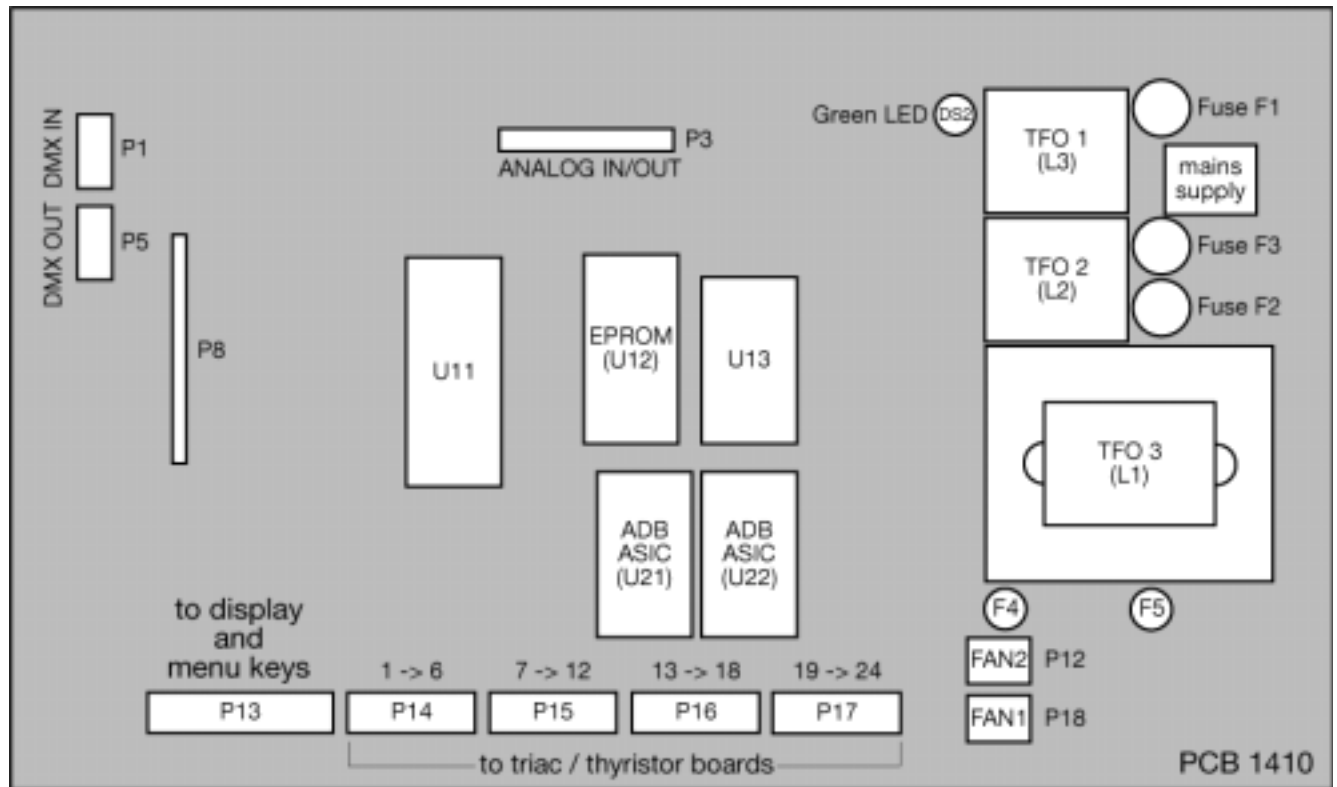 DMX IN
P1
DMX OUT
P5
P8
P3
ANALOG IN/OUT
Green LED
DS2
TFO 1
(L3)
Fuse F1
mains
supply
TFO 2
(L2)
Fuse F3
Fuse F2
U11
EPROM
(U12)
U13
TFO 3
(L1)
ADB
ASIC
(U21)
ADB
ASIC
(U22)
F4
F5
FAN2
P12
FAN1
P18
to display
and
menu keys
P13
1 -> 6
P14
7 -> 12
P15
13 -> 18
P16
19 -> 24
P17
to triac / thyristor boards
PCB 1410